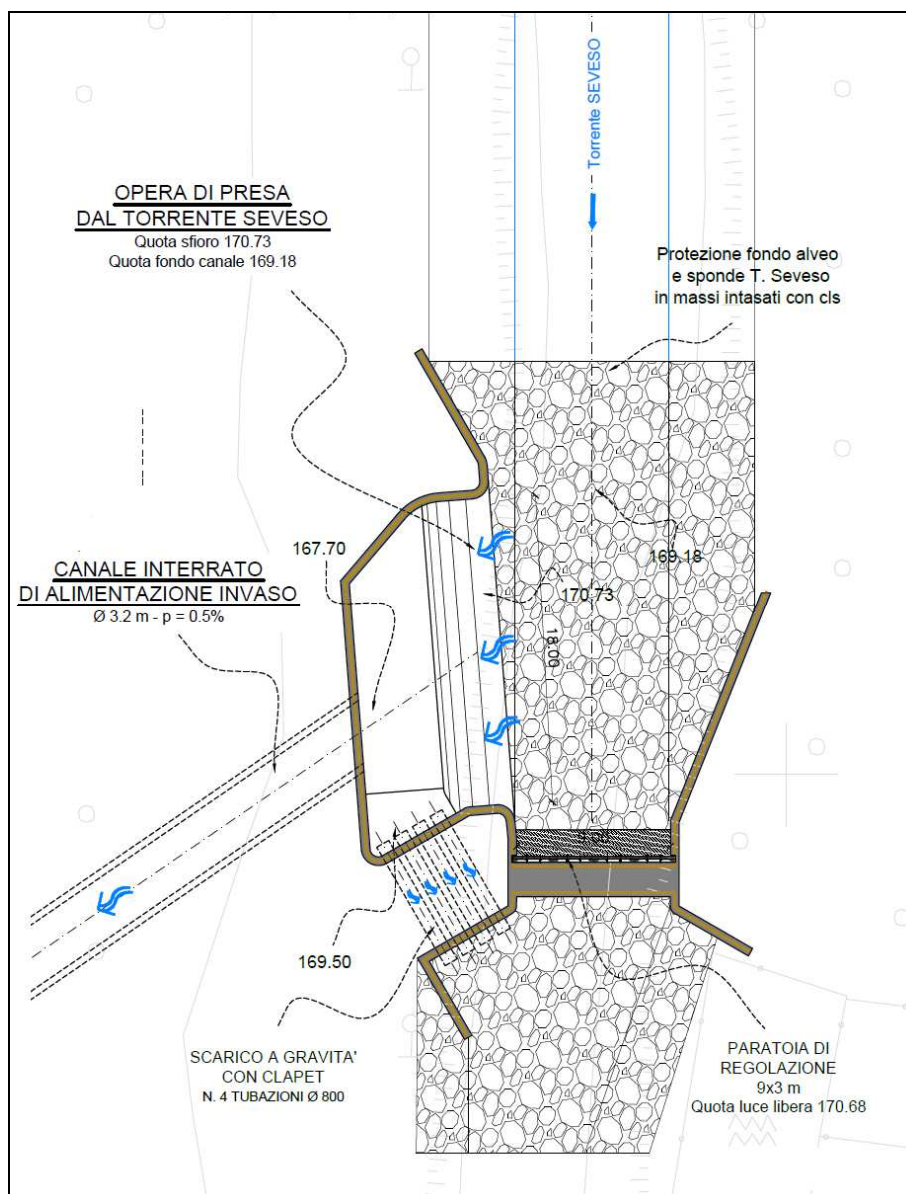 Torrente SEVESO
OPERA DI PRESA
DAL TORRENTE SEVESO
Quota sfioro 170.73
Quota fondo canale 169.18
Protezione fondo alveo
e sponde T. Seveso
in massi intasati con cls
167.70
169.18
CANALE INTERRATO
DI ALIMENTAZIONE INVASO
Ø 3.2 m - p = 0.5%
170.73
18.00
9.00
169.50
SCARICO A GRAVITA'
CON CLAPET
N. 4 TUBAZIONI Ø 800
PARATOIA DI
REGOLAZIONE
9x3 m
Quota luce libera 170.68